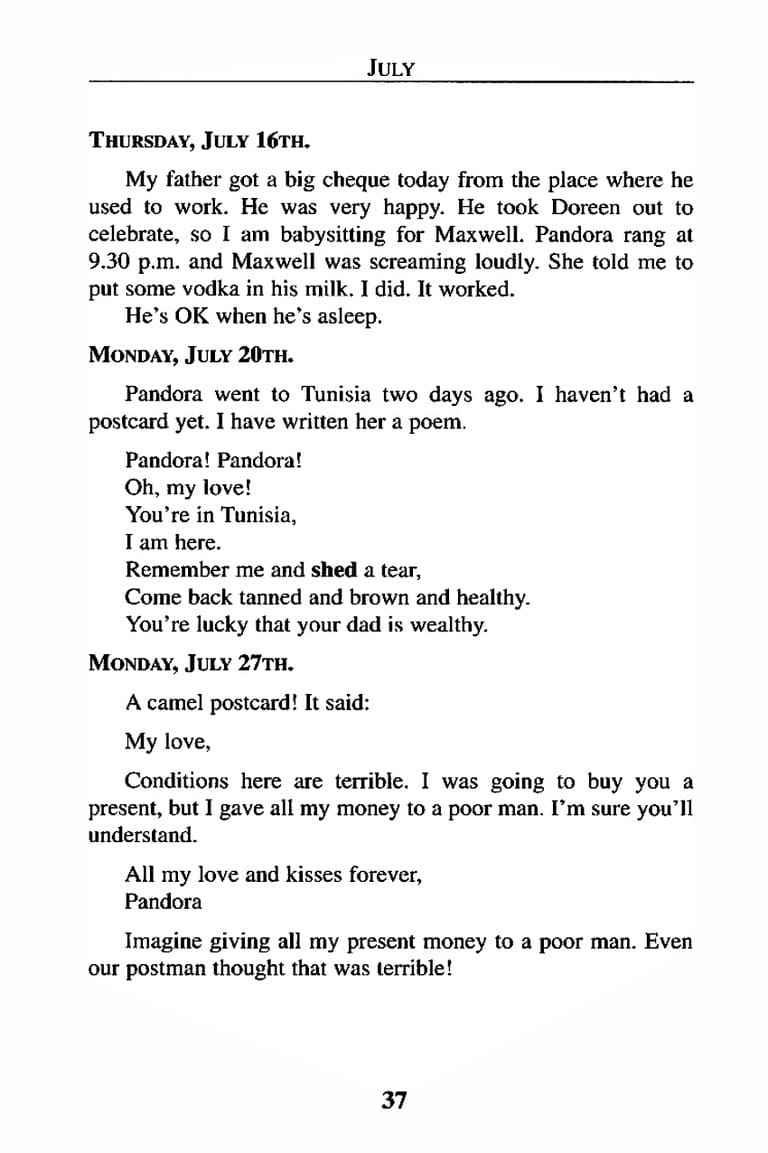 JULY
THURSDAY, JULY 16TH.
My father got a big cheque today from the place where he
used to work. He was very happy. He took Doreen out to
celebrate, so I am babysitting for Maxwell. Pandora rang at
9.30 p.m. and Maxwell was screaming loudly. She told me to
put some vodka in his milk. I did. It worked.
He's OK when he's asleep.
MONDAY, JULY 20TH.
Pandora went to Tunisia two days ago. I haven't had a
postcard yet. I have written her a poem.
Pandora! Pandora!
Oh, my love!
You're in Tunisia,
I am here.
Remember me and shed a tear,
Come back tanned and brown and healthy.
You're lucky that your dad is wealthy.
MONDAY, JULY 27TH.
A camel postcard! It said:
My love,
Conditions here are terrible. I was going to buy you a
present, but I gave all my money to a poor man. I'm sure you'll
understand.
All my love and kisses forever,
Pandora
Imagine giving all my present money to a poor man. Even
our postman thought that was terrible!
37